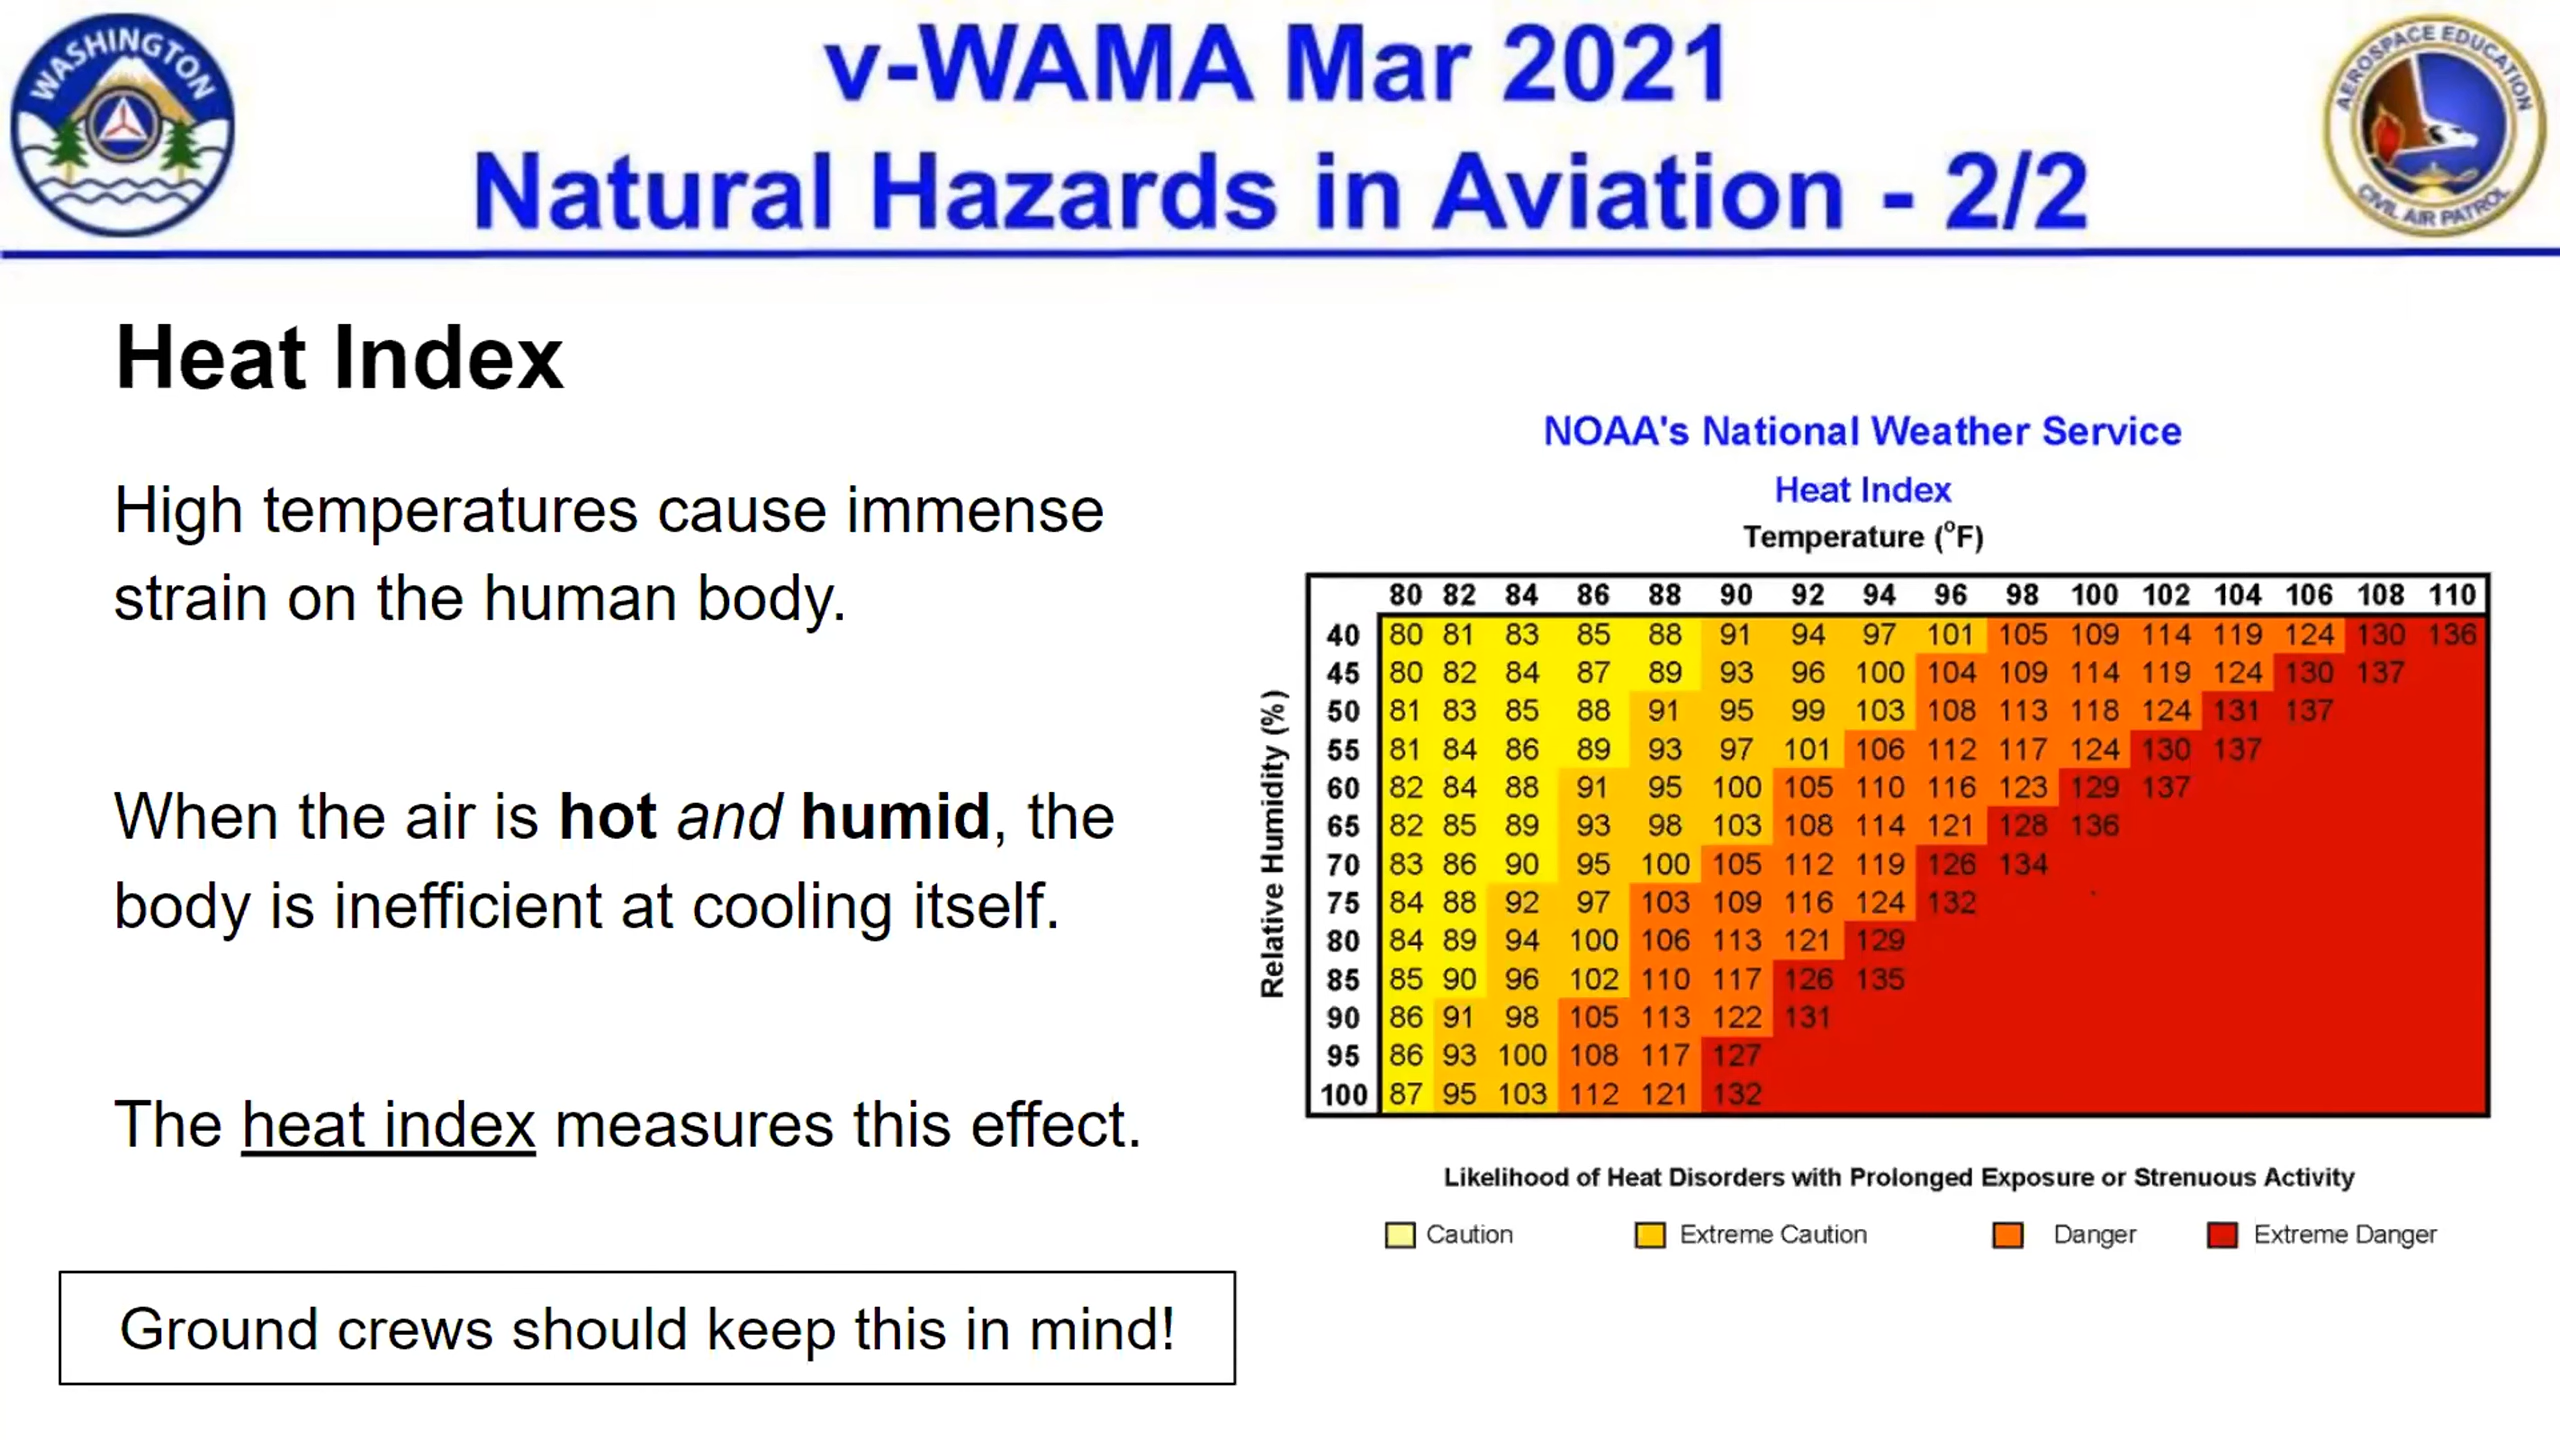 WASHINGTON
v-WAMA Mar 2021
Natural Hazards in Aviation - 2/2
AEROSPACE EDUCATION
CIVIL AIR PATROL
Heat Index
High temperatures cause immense
strain on the human body.
When the air is hot and humid, the
body is inefficient at cooling itself.
The heat index measures this effect.
Ground crews should keep this in mind!
NOAA's National Weather Service
Heat Index
Temperature (°F)
Relative Humidity (%)
80 82 84 86 88 90 92 94 96 98 100 102 104 106 108 110
40 80 81 83 85 88 91 94 97 101 105 109 114 119 124 130 136
45 80 82 84 87 89 93 96 100 104 109 114 119 124 130 137
50 81 83 85 88 91 95 99 103 108 113 118 124 131 137
55 81 84 86 89 93 97 101 106 112 117 124 130 137
60 82 84 88 91 95 100 105 110 116 123 129 137
65 82 85 89 93 98 103 108 114 121 128 136
70 83 86 90 95 100 105 112 119 126 134
75 84 88 92 97 103 109 116 124 132
80 84 89 94 100 106 113 121 129
85 85 90 96 102 110 117 126 135
90 86 91 98 105 113 122 131
95 86 93 100 108 117 127
100 87 95 103 112 121 132
Likelihood of Heat Disorders with Prolonged Exposure or Strenuous Activity
Caution Extreme Caution Danger Extreme Danger